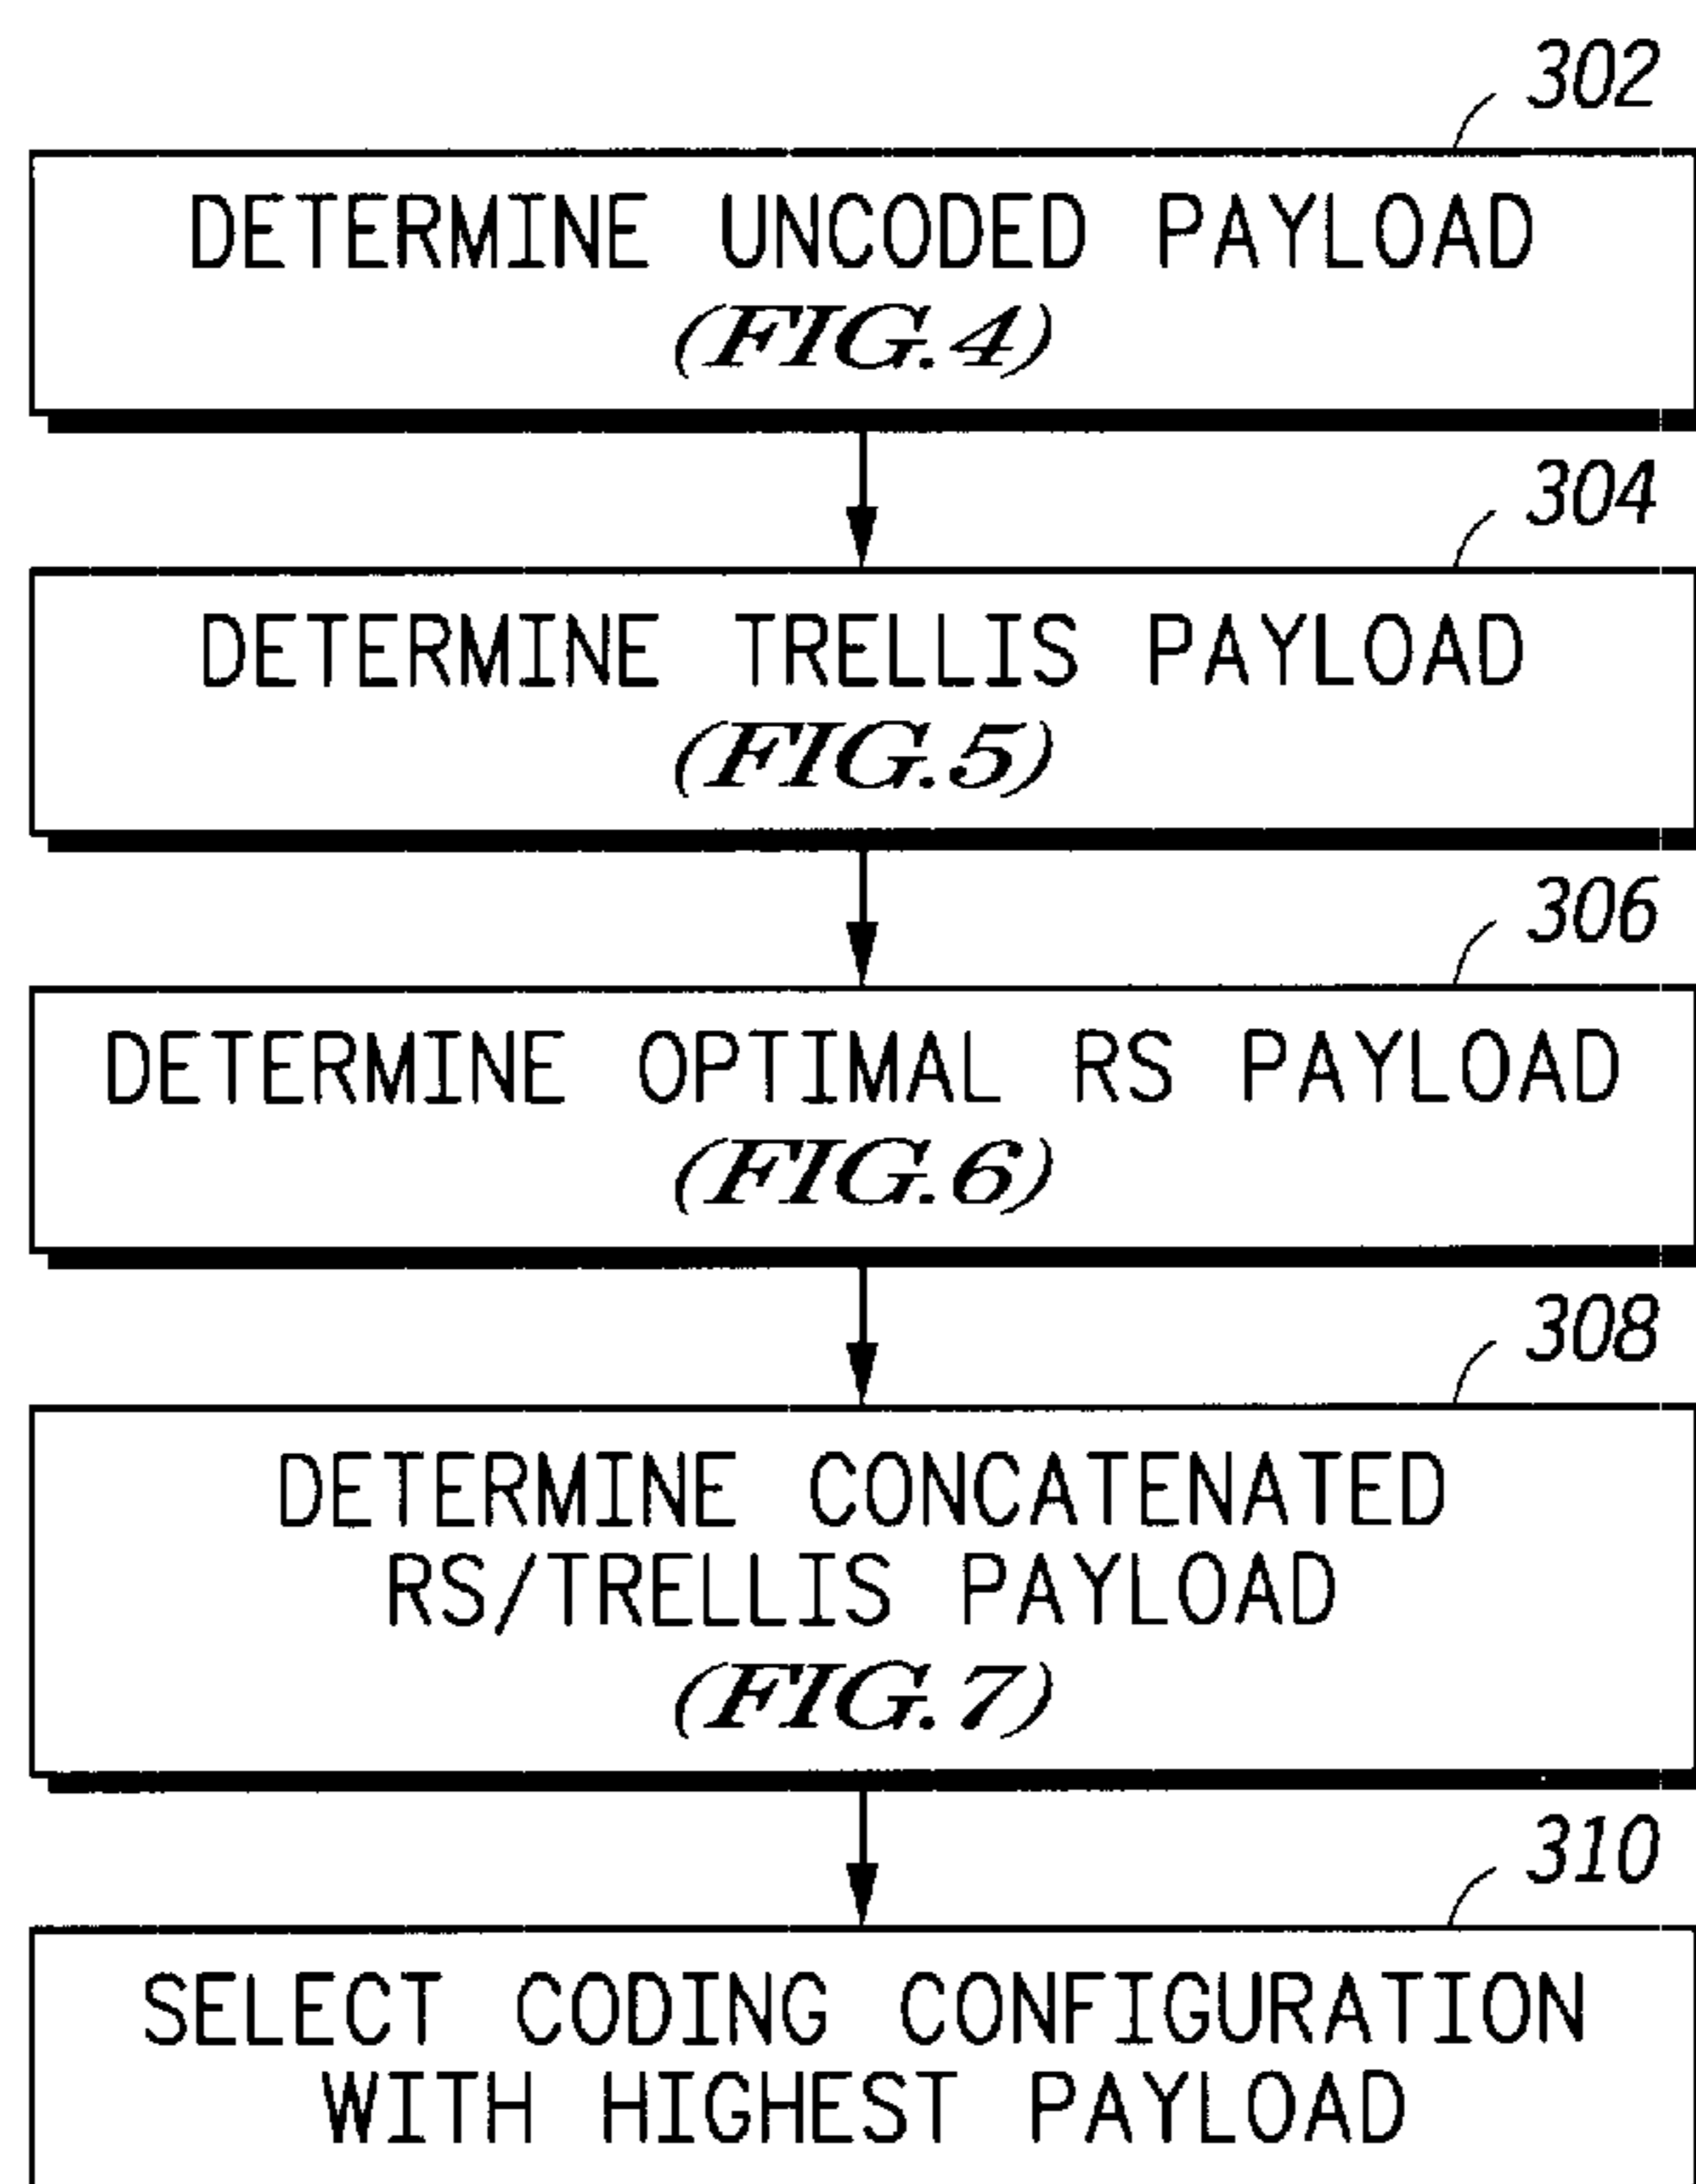 302
DETERMINE UNCODED PAYLOAD
(FIG.4)
304
DETERMINE TRELLIS PAYLOAD
(FIG.5)
306
DETERMINE OPTIMAL RS PAYLOAD
(FIG.6)
308
DETERMINE CONCATENATED
RS/TRELLIS PAYLOAD
(FIG.7)
310
SELECT CODING CONFIGURATION
WITH HIGHEST PAYLOAD